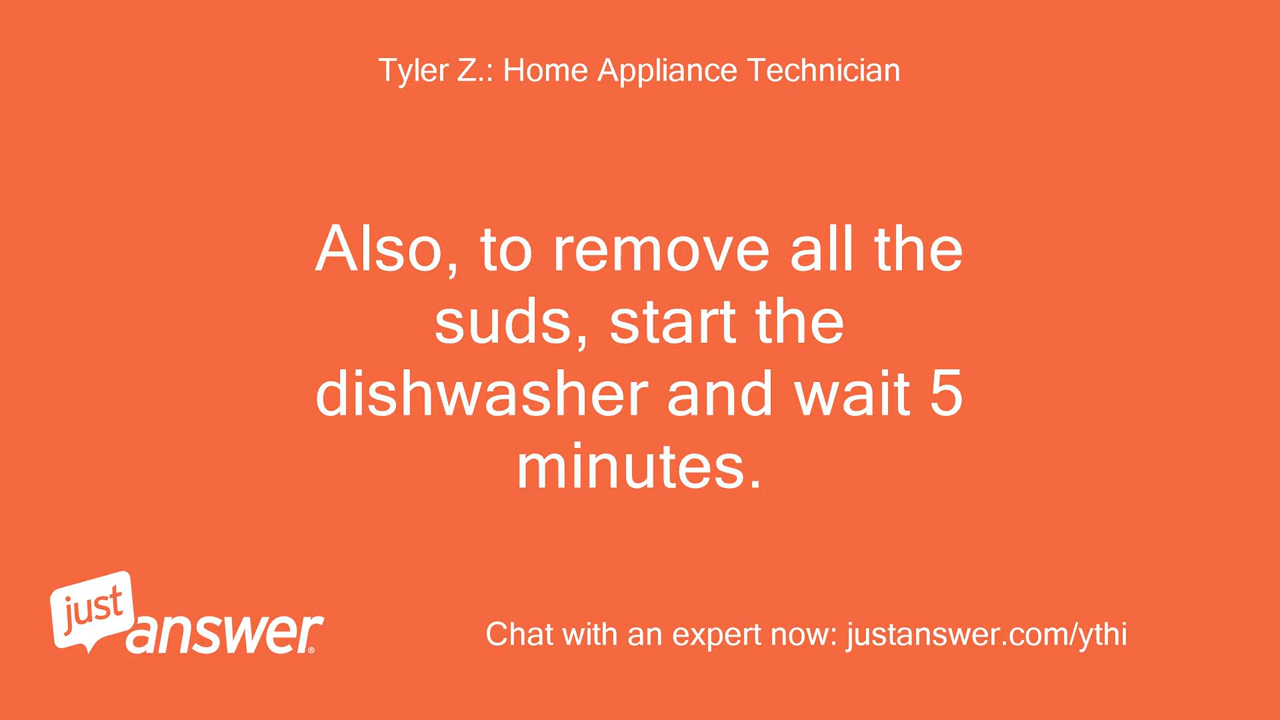 Tyler Z.: Home Appliance Technician
Also, to remove all the
suds, start the
dishwasher and wait 5
minutes.
just
answer®
Chat with an expert now: justanswer.com/ythi